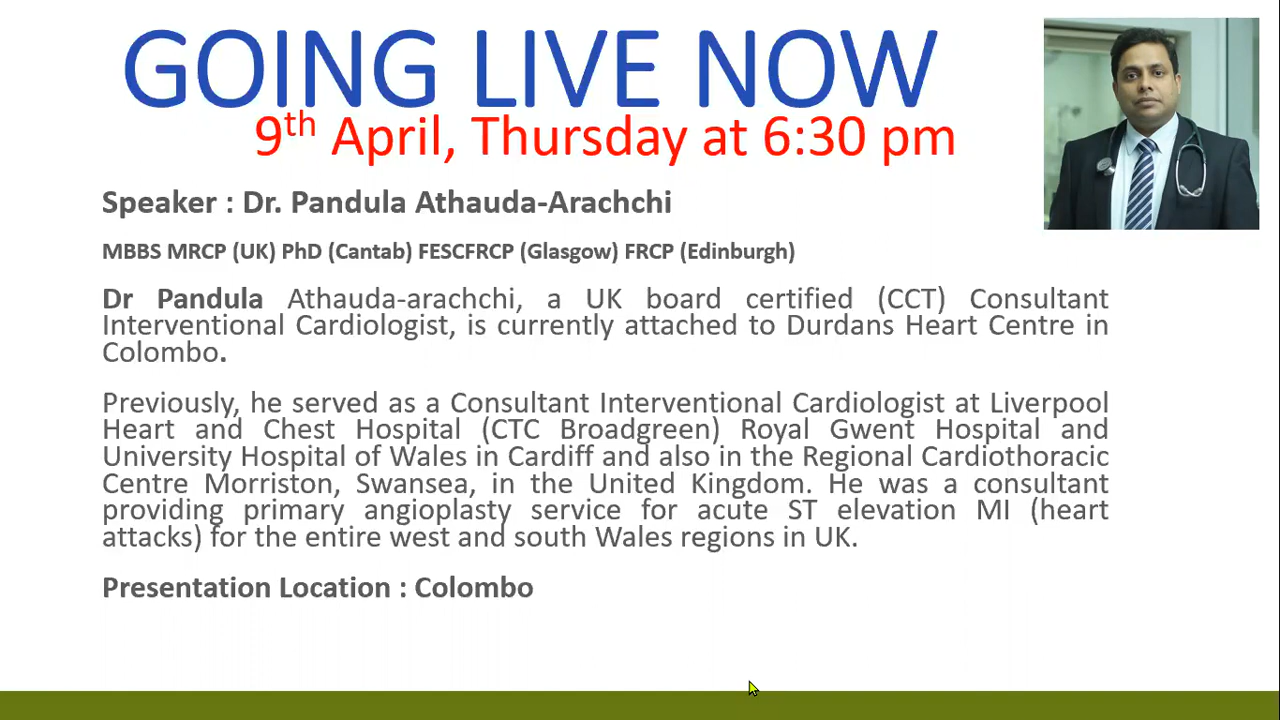 GOING LIVE NOW
9th April, Thursday at 6:30 pm
Speaker : Dr. Pandula Athauda-Arachchi
MBBS MRCP (UK) PhD (Cantab) FESCFRCP (Glasgow) FRCP (Edinburgh)
Dr Pandula Athauda-arachchi, a UK board certified (CCT) Consultant
Interventional Cardiologist, is currently attached to Durdans Heart Centre in
Colombo.
Previously, he served as a Consultant Interventional Cardiologist at Liverpool
Heart and Chest Hospital (CTC Broadgreen) Royal Gwent Hospital and
University Hospital of Wales in Cardiff and also in the Regional Cardiothoracic
Centre Morriston, Swansea, in the United Kingdom. He was a consultant
providing primary angioplasty service for acute ST elevation MI (heart
attacks) for the entire west and south Wales regions in UK.
Presentation Location : Colombo